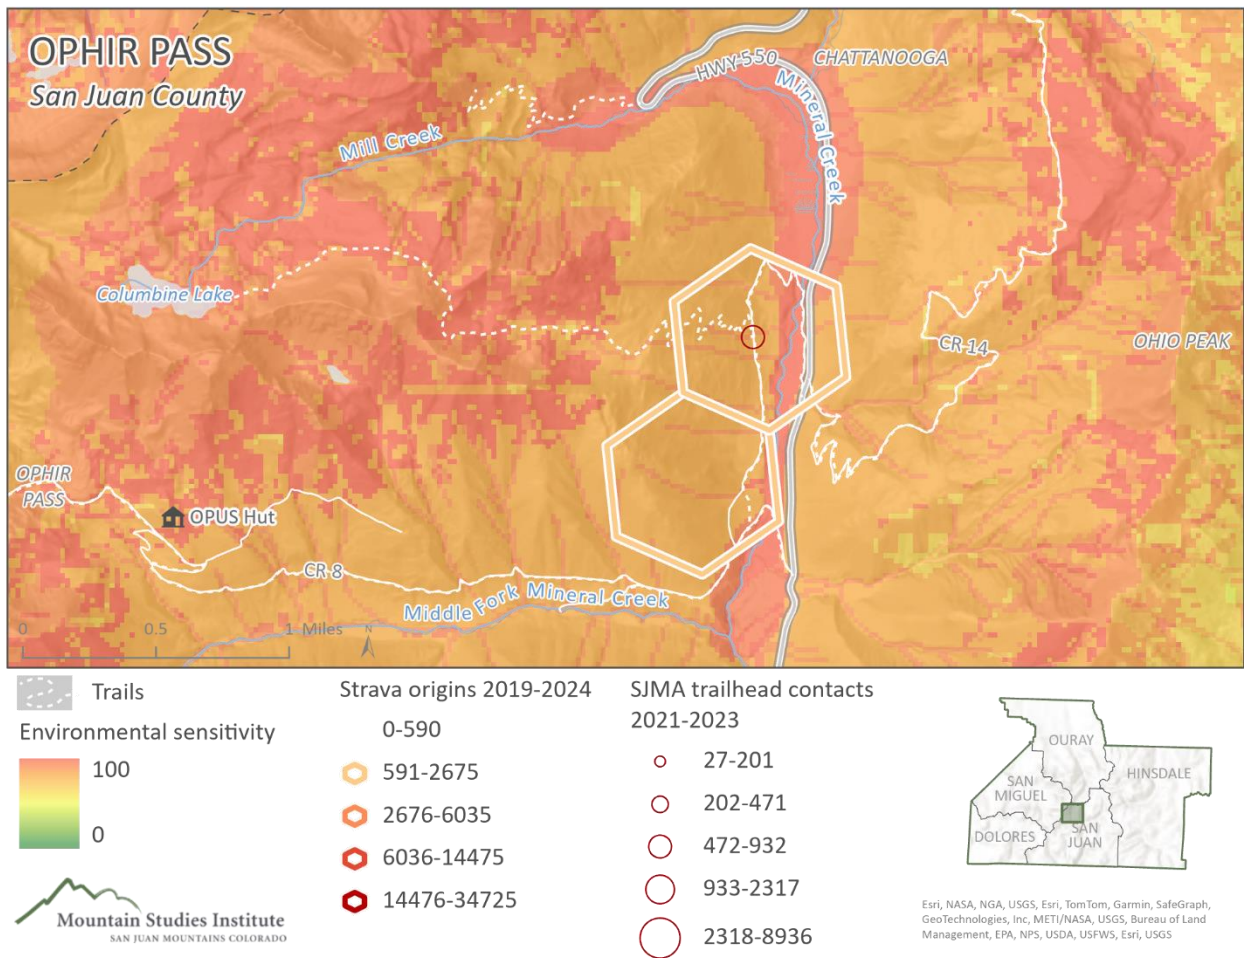 OPHIR PASS
San Juan County
HWY 550
CHATTANOOGA
Mineral Creek
Mill Creek
Columbine Lake
CR 14
OHIO PEAK
OPHIR
PASS
OPUS Hut
CR 8
Middle Fork Mineral Creek
0
0.5
1 Miles
N
Trails
Environmental sensitivity
100
0
Strava origins 2019-2024
0-590
591-2675
2676-6035
6036-14475
14476-34725
SJMA trailhead contacts
2021-2023
27-201
202-471
472-932
933-2317
2318-8936
OURAY
HINSDALE
SAN
MIGUEL
DOLORES
SAN
JUAN
Mountain Studies Institute
SAN JUAN MOUNTAINS COLORADO
Esri, NASA, NGA, USGS, Esri, TomTom, Garmin, SafeGraph,
GeoTechnologies, Inc, METI/NASA, USGS, Bureau of Land
Management, EPA, NPS, USDA, USFWS, Esri, USGS